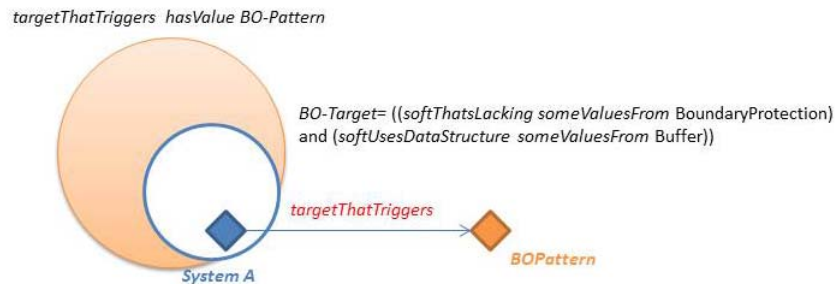 targetThatTriggers hasValue BO-Pattern
BO-Target= ((softThatsLacking someValuesFrom BoundaryProtection)
and (softUsesDataStructure someValuesFrom Buffer))
targetThatTriggers
BOPattern
System A